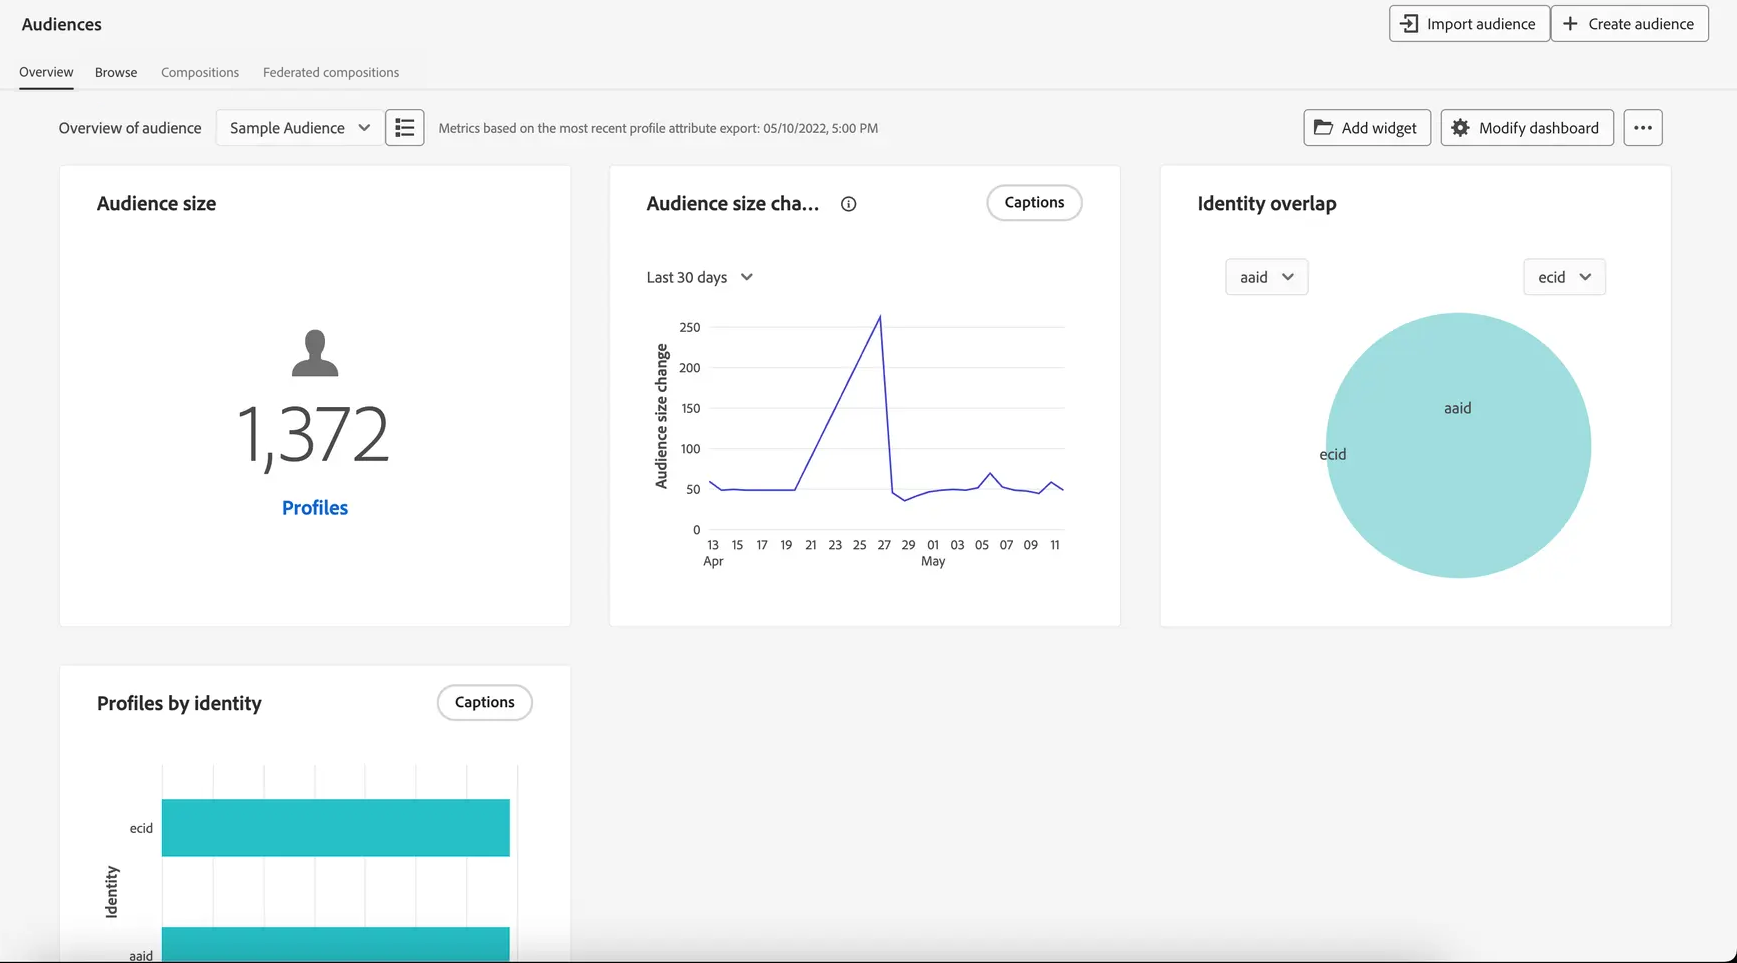 Audiences
Import audience
Create audience
Overview
Browse
Compositions
Federated compositions
Overview of audience
Sample Audience
Metrics based on the most recent profile attribute export: 05/10/2022, 5:00 PM
Add widget
Modify dashboard
Audience size
1,372
Profiles
Audience size cha...
Captions
Last 30 days
Audience size change
250
200
150
100
50
0
13 15 17 19 21 23 25 27 29 01 03 05 07 09 11
Apr May
Identity overlap
aaid
ecid
aaid
ecid
Profiles by identity
Captions
Identity
ecid
aaid